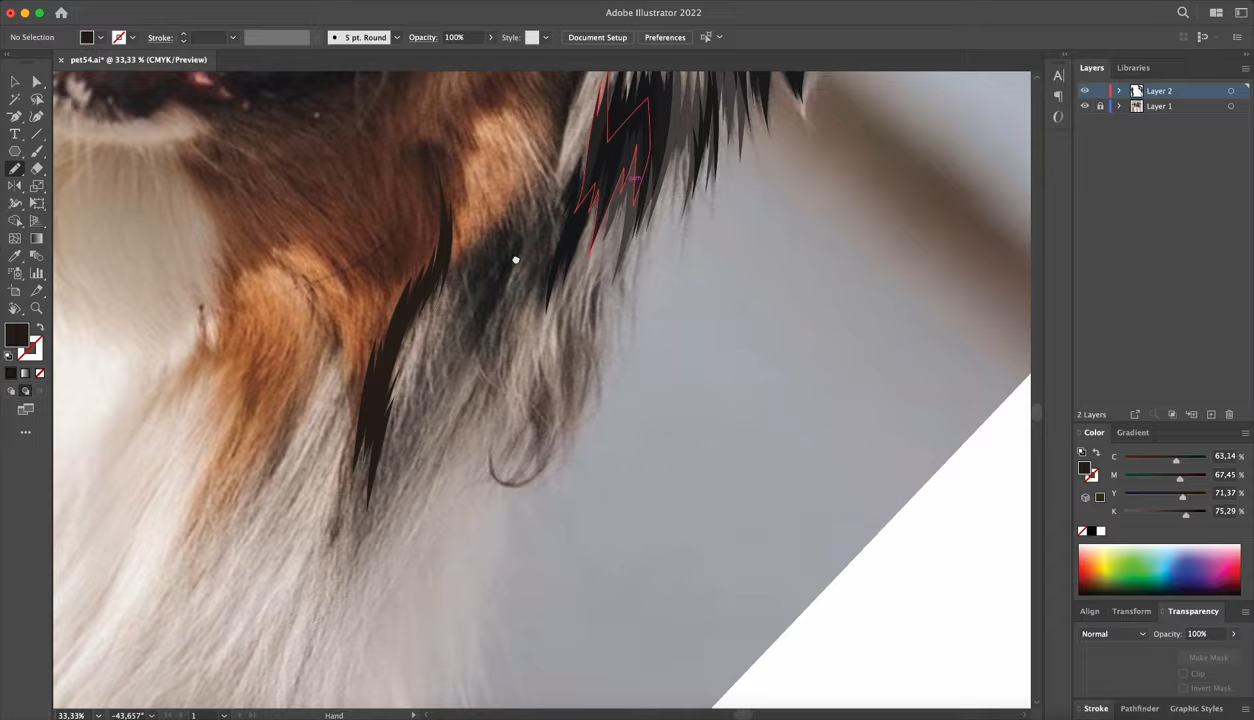 Adobe Illustrator 2022
No Selection
Stroke:
5 pt. Round
Opacity: 100%
Style:
Document Setup
Preferences
× pet54.ai* @ 33,33 % (CMYK/Preview)
Layers
Libraries
Layer 2
Layer 1
2 Layers
Color
Gradient
C 63,14 %
M 67,45 %
Y 71,37 %
K 75,29 %
Align
Transform
Transparency
Normal
Opacity: 100%
Make Mask
Clip
Invert Mask
Stroke
Pathfinder
Graphic Styles
33,33%
-43,657°
1
Hand